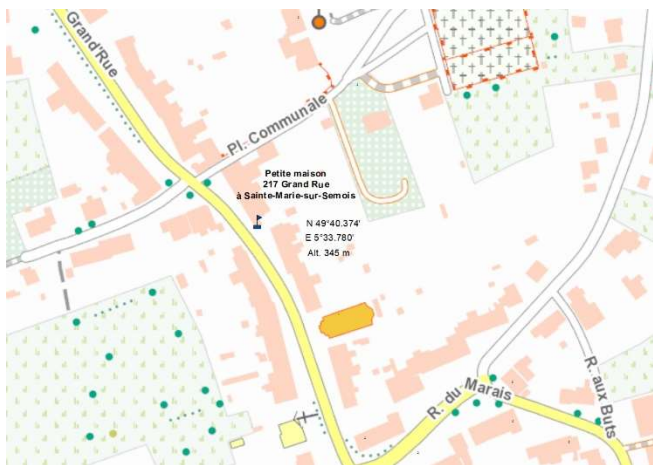 Grand'Rue
Pl. Communale
Petite maison
217 Grand Rue
à Sainte-Marie-sur-Semois
N 49°40.374'
E 5°33.780'
Alt. 345 m
R. du Marais
R. aux Buts